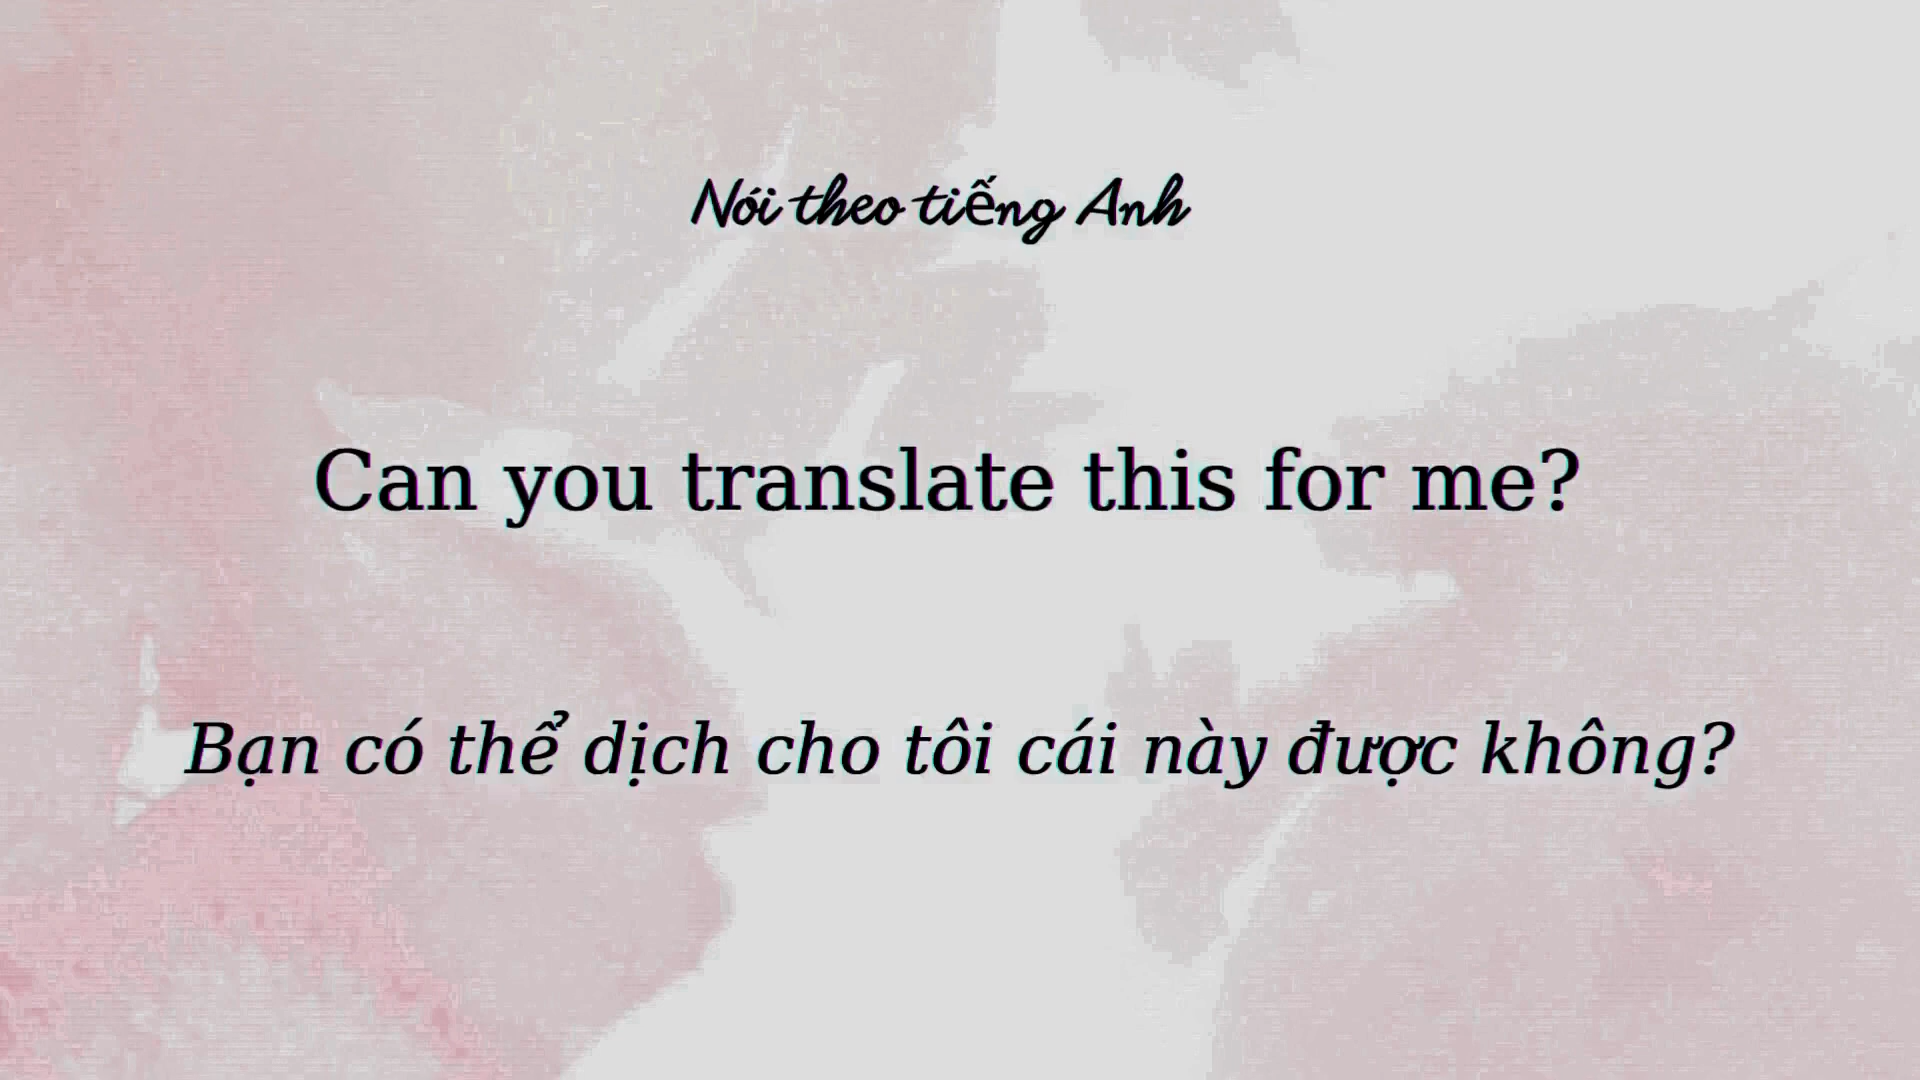 Nói theo tiếng Anh
Can you translate this for me?
Bạn có thể dịch cho tôi cái này được không?